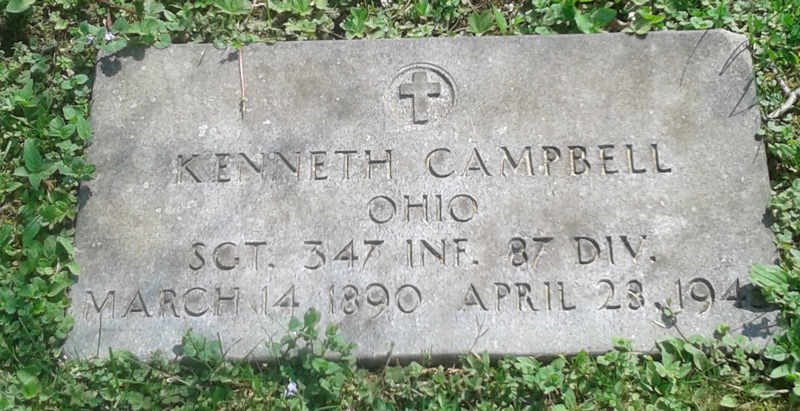 KENNETH CAMPBELL
OHIO
SGT. 347 INF. 87 DIV.
MARCH 14 1890 APRIL 23